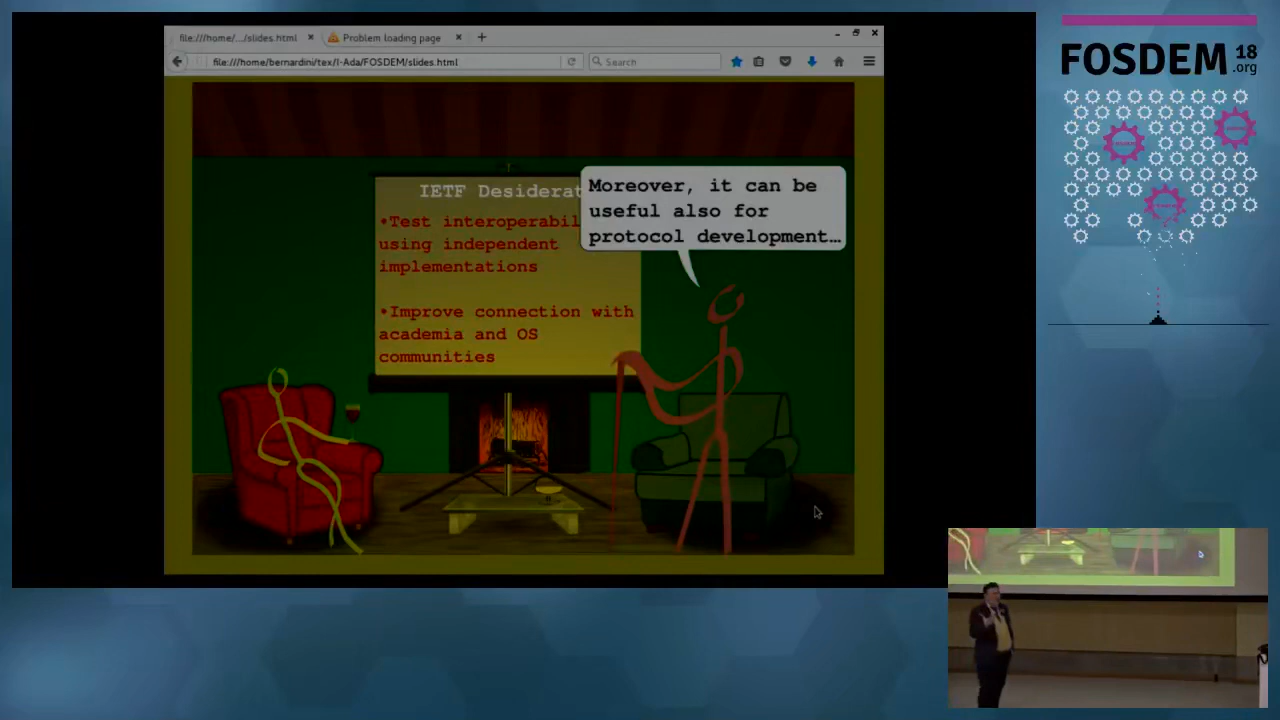 file:///home/.../slides.html
Problem loading page
file:///home/bernardini/tex/I-Ada/FOSDEM/slides.html
Search
IETF Desiderat
•Test interoperabil
using independent
implementations
•Improve connection with
academia and OS
communities
Moreover, it can be
useful also for
protocol development…
FOSDEM 18
.org